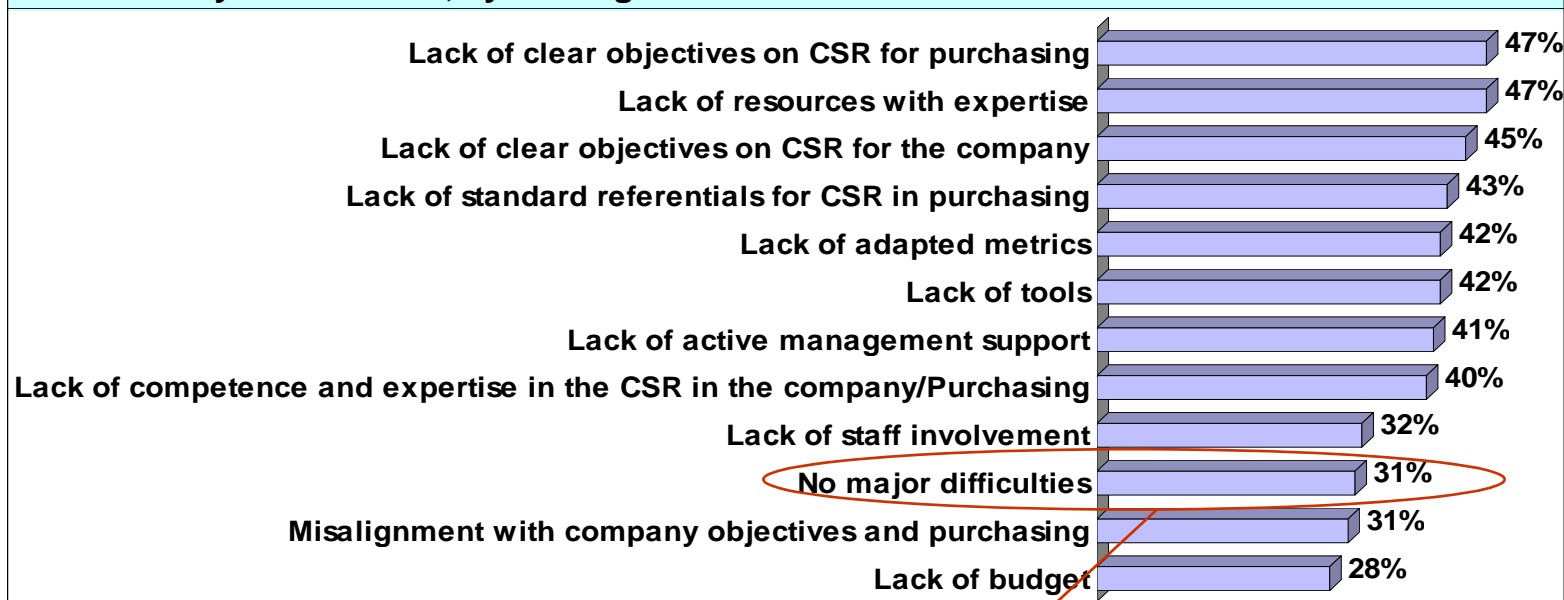 Lack of clear objectives on CSR for purchasing 47%
Lack of resources with expertise 47%
Lack of clear objectives on CSR for the company 45%
Lack of standard referentials for CSR in purchasing 43%
Lack of adapted metrics 42%
Lack of tools 42%
Lack of active management support 41%
Lack of competence and expertise in the CSR in the company/Purchasing 40%
Lack of staff involvement 32%
No major difficulties 31%
Misalignment with company objectives and purchasing 31%
Lack of budget 28%